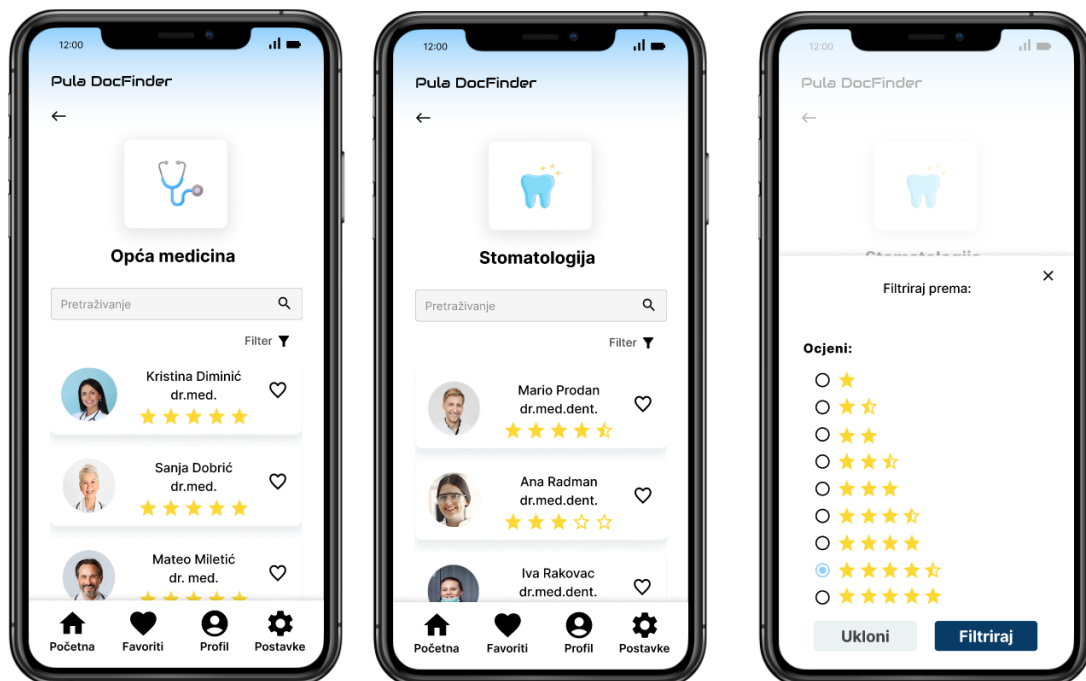 12:00
Pula DocFinder
Opća medicina
Pretraživanje
Filter
Kristina Diminić
dr.med.
Sanja Dobrić
dr.med.
Mateo Miletić
dr. med.
Početna Favoriti Profil Postavke
12:00
Pula DocFinder
Stomatologija
Pretraživanje
Filter
Mario Prodan
dr.med.dent.
Ana Radman
dr.med.dent.
Iva Rakovac
dr.med.dent.
Početna Favoriti Profil Postavke
12:00
Pula DocFinder
Stomatologija
Filtriraj prema:
Ocjeni:
Ukloni Filtriraj